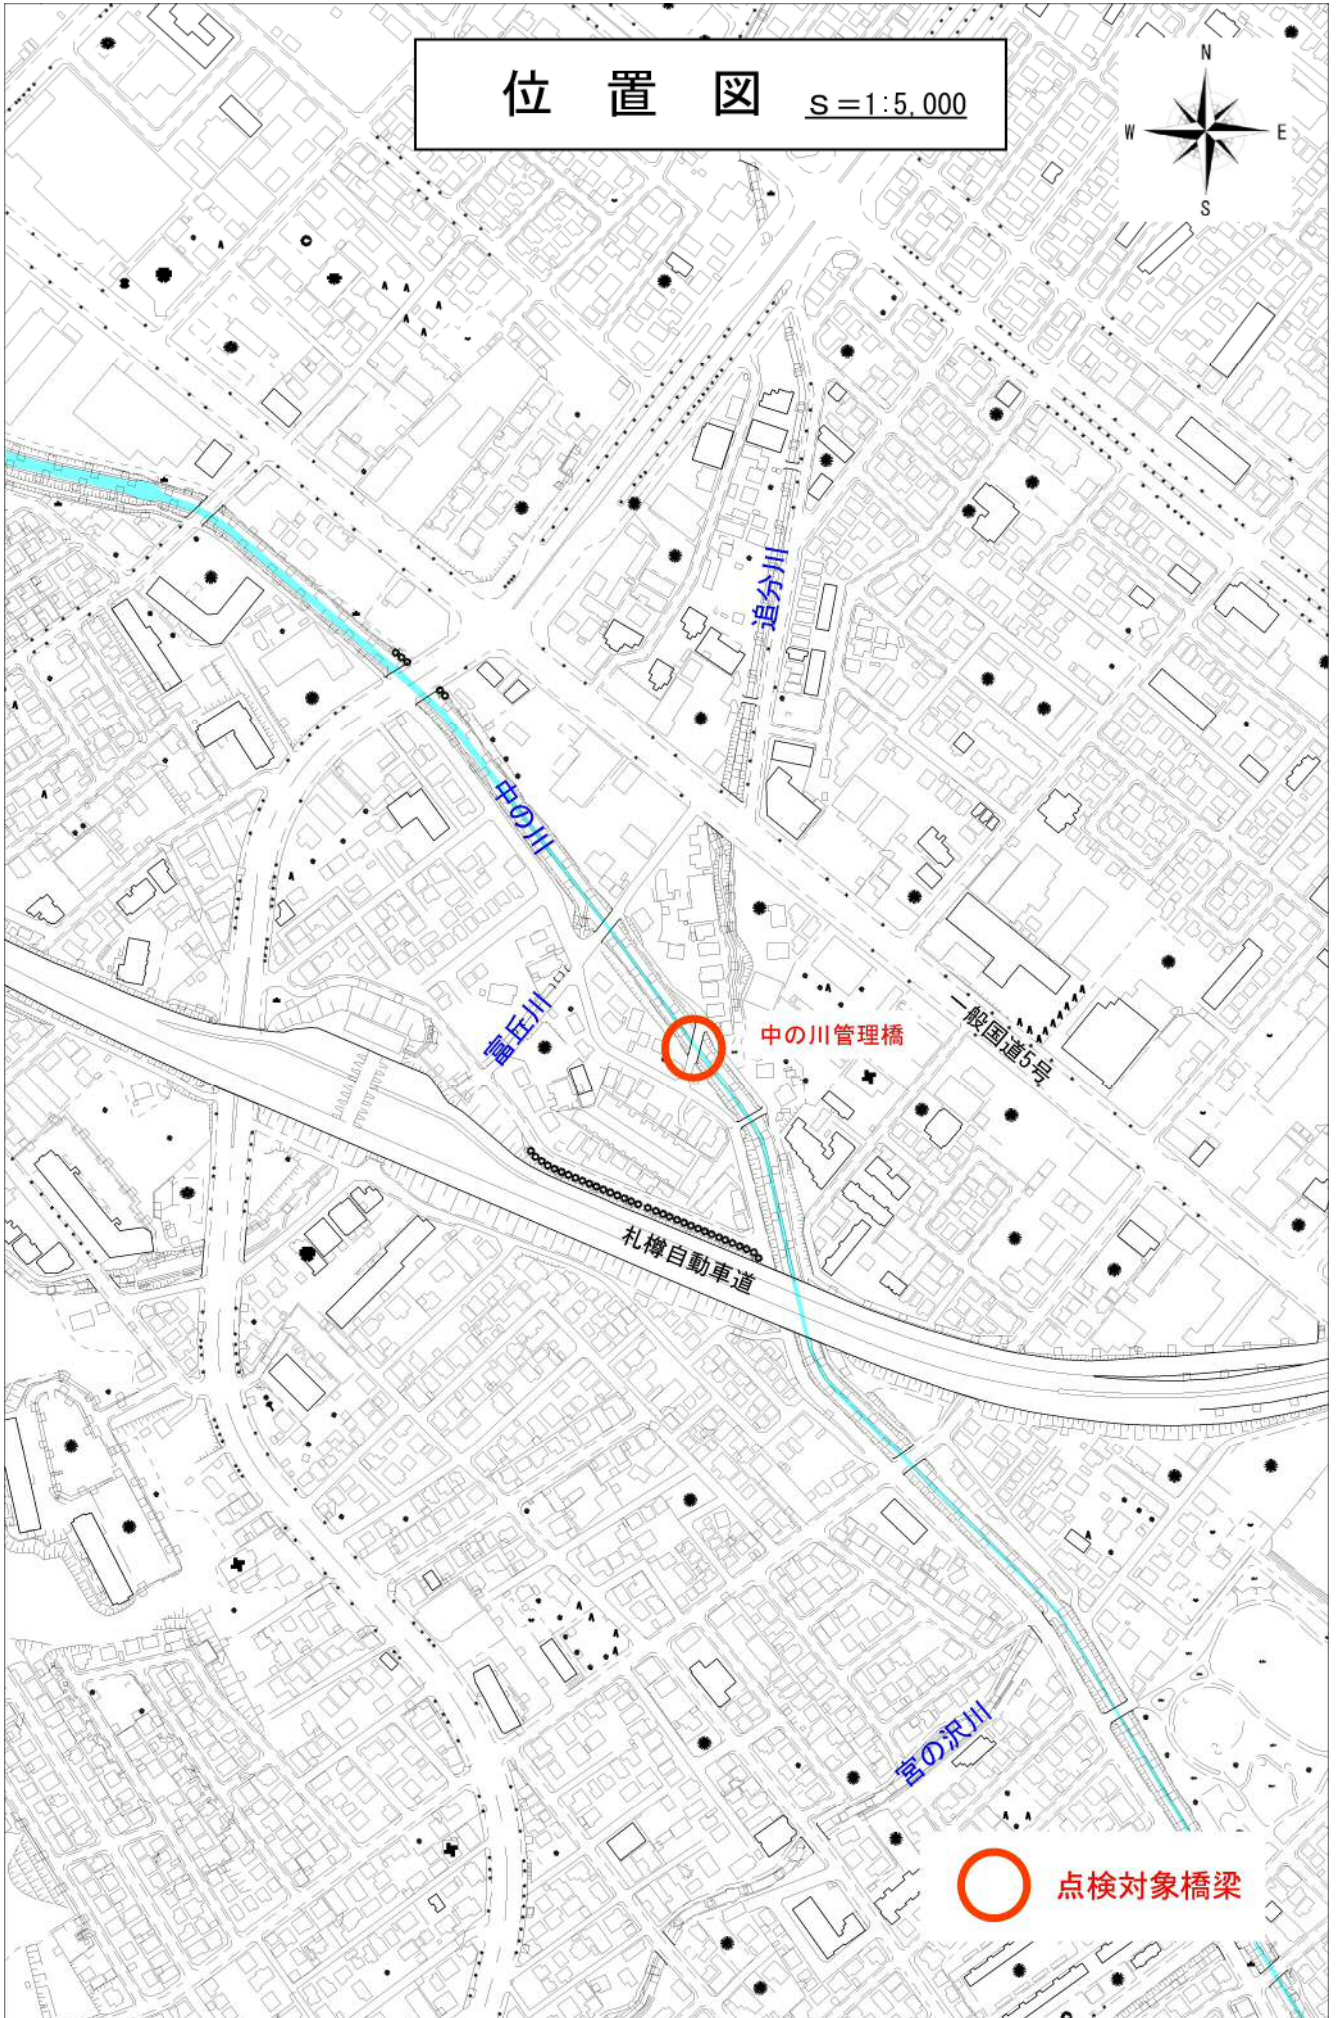 位置図 S=1:5,000
N
W
E
S
追分川
中の川
富丘川
中の川管理橋
一般国道5号
札樽自動車道
宮の沢川
点検対象橋梁